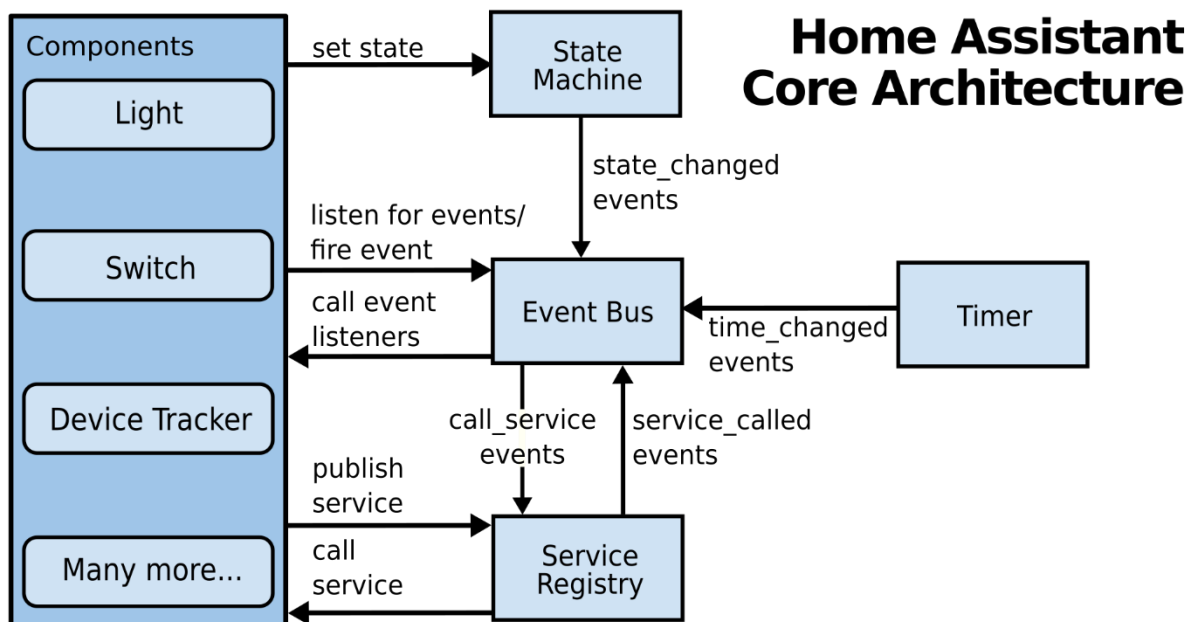 Home Assistant
Core Architecture
Components
Light
Switch
Device Tracker
Many more...
set state
State
Machine
state_changed
events
listen for events/
fire event
call event
listeners
Event Bus
time_changed
events
Timer
call_service
events
service_called
events
publish
service
call
service
Service
Registry